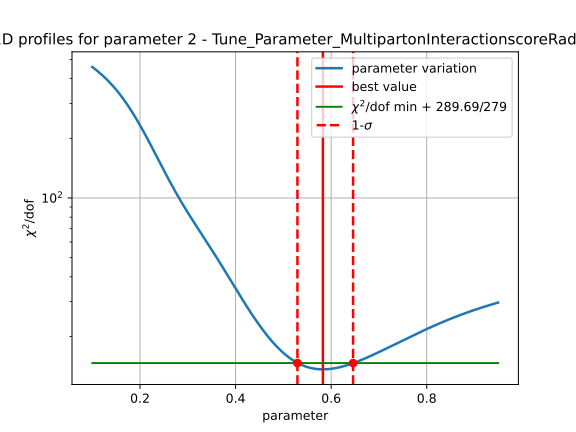 D profiles for parameter 2 - Tune_Parameter_MultipartonInteractionscoreRad
parameter variation
best value
χ²/dof min + 289.69/279
1-σ
10²
χ²/dof
0.2 0.4 0.6 0.8
parameter